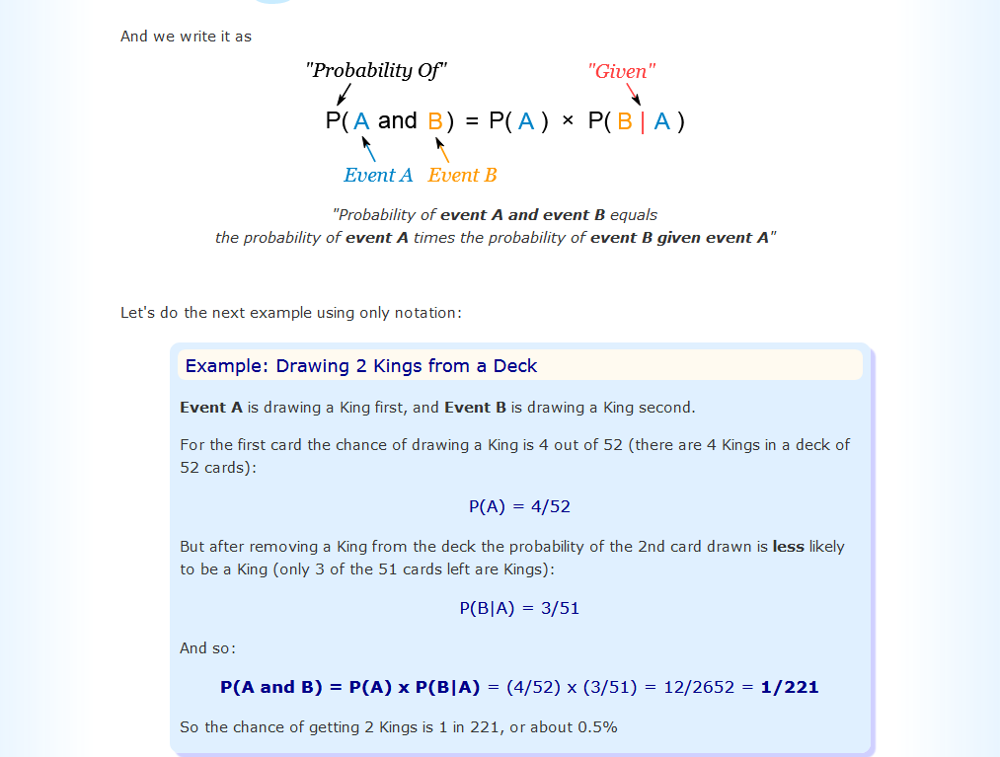 And we write it as
"Probability Of" "Given"
P( A and B ) = P( A ) × P( B | A )
Event A Event B
"Probability of event A and event B equals
the probability of event A times the probability of event B given event A"
Let's do the next example using only notation:
Example: Drawing 2 Kings from a Deck
Event A is drawing a King first, and Event B is drawing a King second.
For the first card the chance of drawing a King is 4 out of 52 (there are 4 Kings in a deck of
52 cards):
P(A) = 4/52
But after removing a King from the deck the probability of the 2nd card drawn is less likely
to be a King (only 3 of the 51 cards left are Kings):
P(B|A) = 3/51
And so:
P(A and B) = P(A) x P(B|A) = (4/52) x (3/51) = 12/2652 = 1/221
So the chance of getting 2 Kings is 1 in 221, or about 0.5%